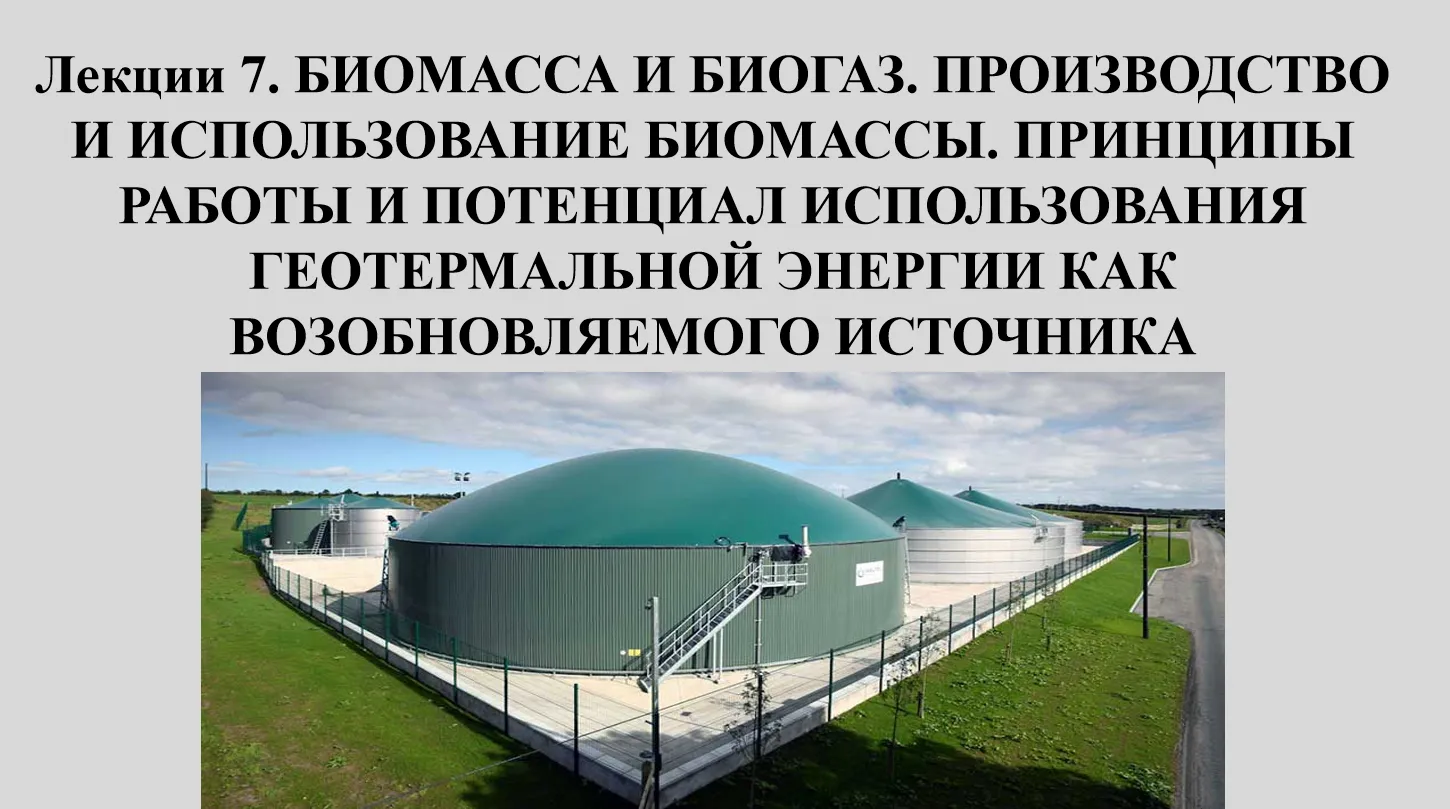 Лекции 7. БИОМАССА И БИОГАЗ. ПРОИЗВОДСТВО
И ИСПОЛЬЗОВАНИЕ БИОМАССЫ. ПРИНЦИПЫ
РАБОТЫ И ПОТЕНЦИАЛ ИСПОЛЬЗОВАНИЯ
ГЕОТЕРМАЛЬНОЙ ЭНЕРГИИ КАК
ВОЗОБНОВЛЯЕМОГО ИСТОЧНИКА